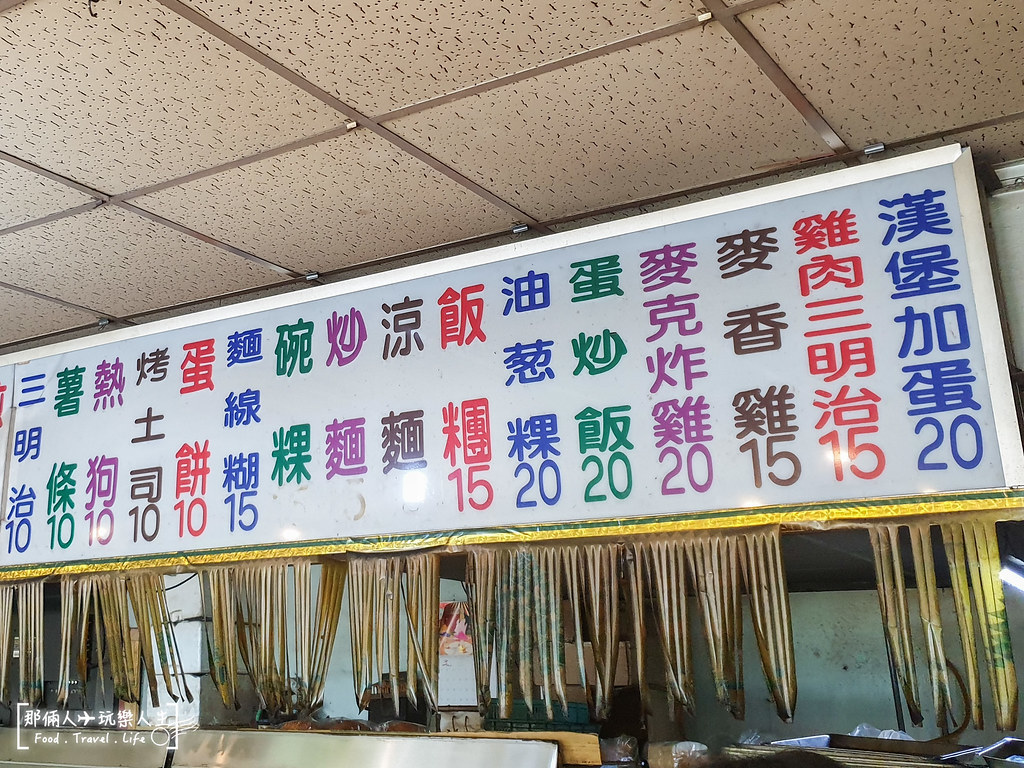 漢堡加蛋20
雞肉三明治15
麥香雞15
麥克炸雞20
蛋炒飯20
油葱粿20
飯糰15
涼麵
炒麵
碗粿
麵線糊15
蛋餅10
烤土司10
熱狗10
薯條10
三明治10
那倆人玩樂人生
Food . Travel . Life